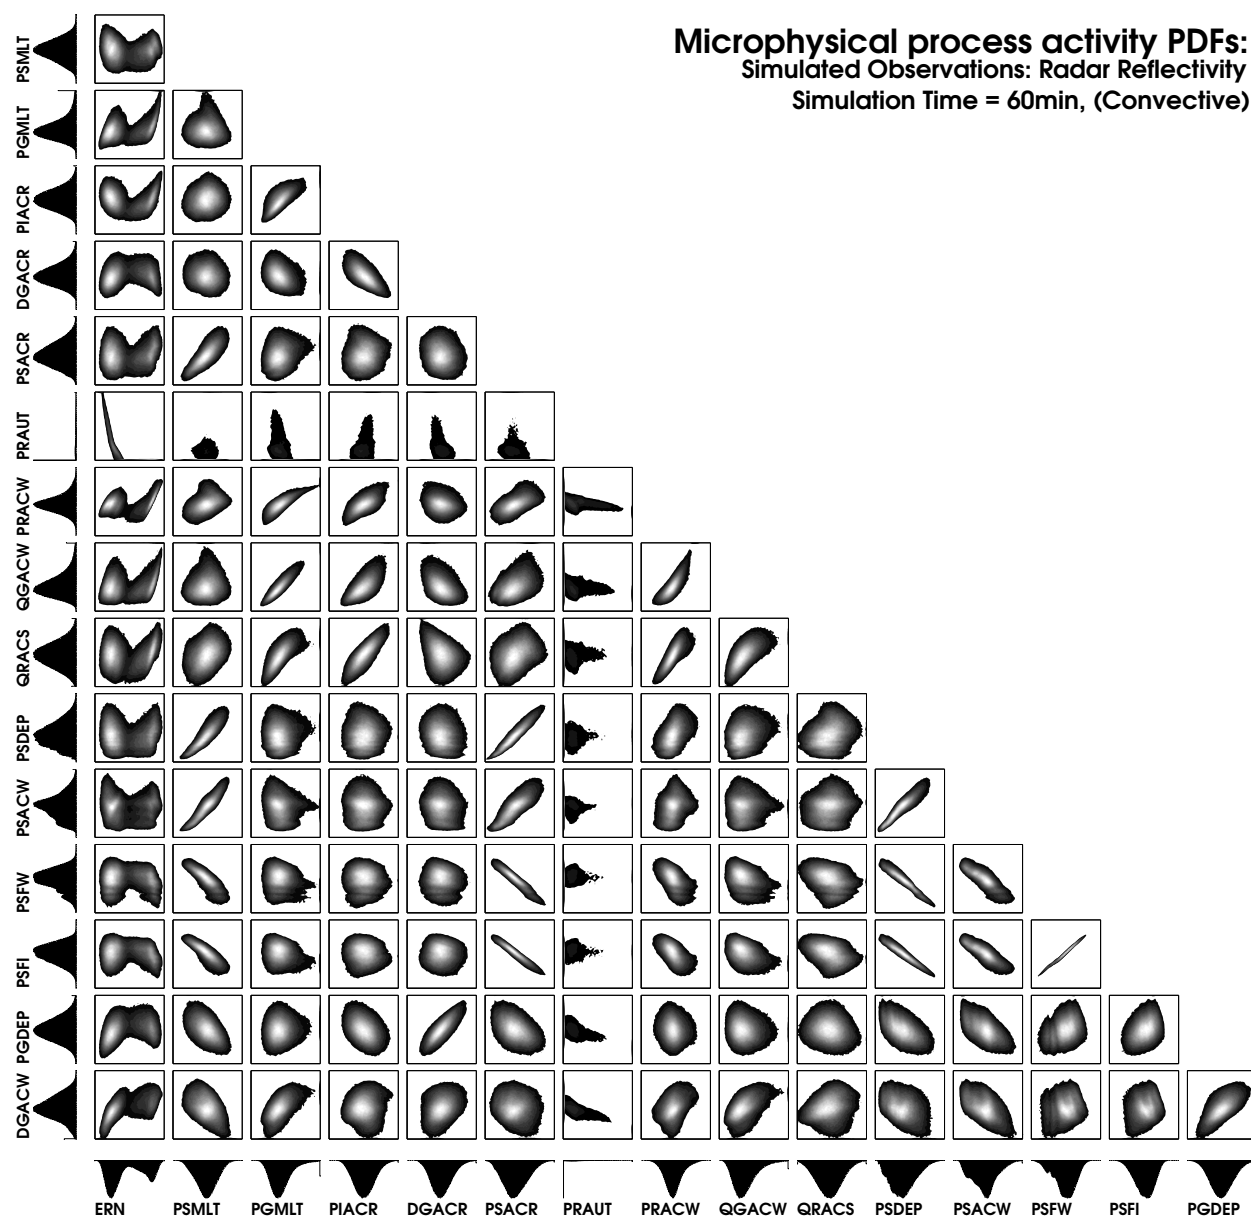 Microphysical process activity PDFs:
Simulated Observations: Radar Reflectivity
Simulation Time = 60min, (Convective)
PSMLT
PGMLT
PIACR
DGACR
PSACR
PRAUT
PRACW
QGACW
QRACS
PSDEP
PSACW
PSFW
PSFI
PGDEP
DGACW
ERN PSMLT PGMLT PIACR DGACR PSACR PRAUT PRACW QGACW QRACS PSDEP PSACW PSFW PSFI PGDEP